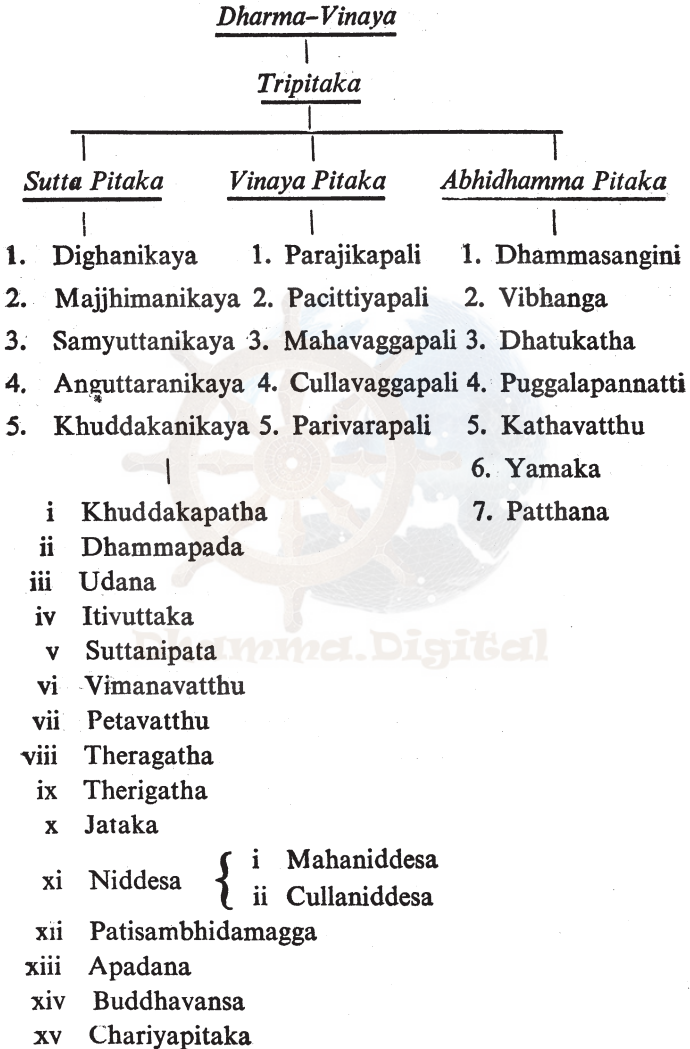 Dharma-Vinaya
Tripitaka
Sutta Pitaka Vinaya Pitaka Abhidhamma Pitaka
1. Dighanikaya 1. Parajikapali 1. Dhammasangini
2. Majjhimanikaya 2. Pacittiyapali 2. Vibhanga
3. Samyuttanikaya 3. Mahavaggapali 3. Dhatukatha
4. Anguttaranikaya 4. Cullavaggapali 4. Puggalapannatti
5. Khuddakanikaya 5. Parivarapali 5. Kathavatthu
6. Yamaka
i Khuddakapatha 7. Patthana
ii Dhammapada
iii Udana
iv Itivuttaka
v Suttanipata
Dhamma.Digital
vi Vimanavatthu
vii Petavatthu
viii Theragatha
ix Therigatha
x Jataka
xi Niddesa { i Mahaniddesa
ii Cullaniddesa
xii Patisambhidamagga
xiii Apadana
xiv Buddhavansa
xv Chariyapitaka